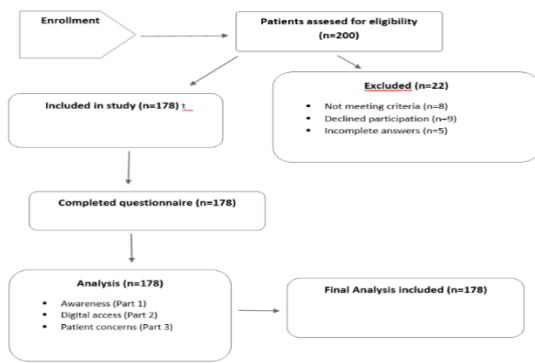 Enrollment
Patients assesed for eligibility
(n=200)
Excluded (n=22)
▪ Not meeting criteria (n=8)
▪ Declined participation (n=9)
▪ Incomplete answers (n=5)
Included in study (n=178) t
Completed questionnaire (n=178)
Analysis (n=178)
▪ Awareness (Part 1)
▪ Digital access (Part 2)
▪ Patient concerns (Part 3)
Final Analysis included (n=178)